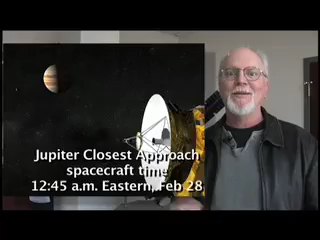 Jupiter Closest Approach
spacecraft time
12:45 a.m. Eastern, Feb 28